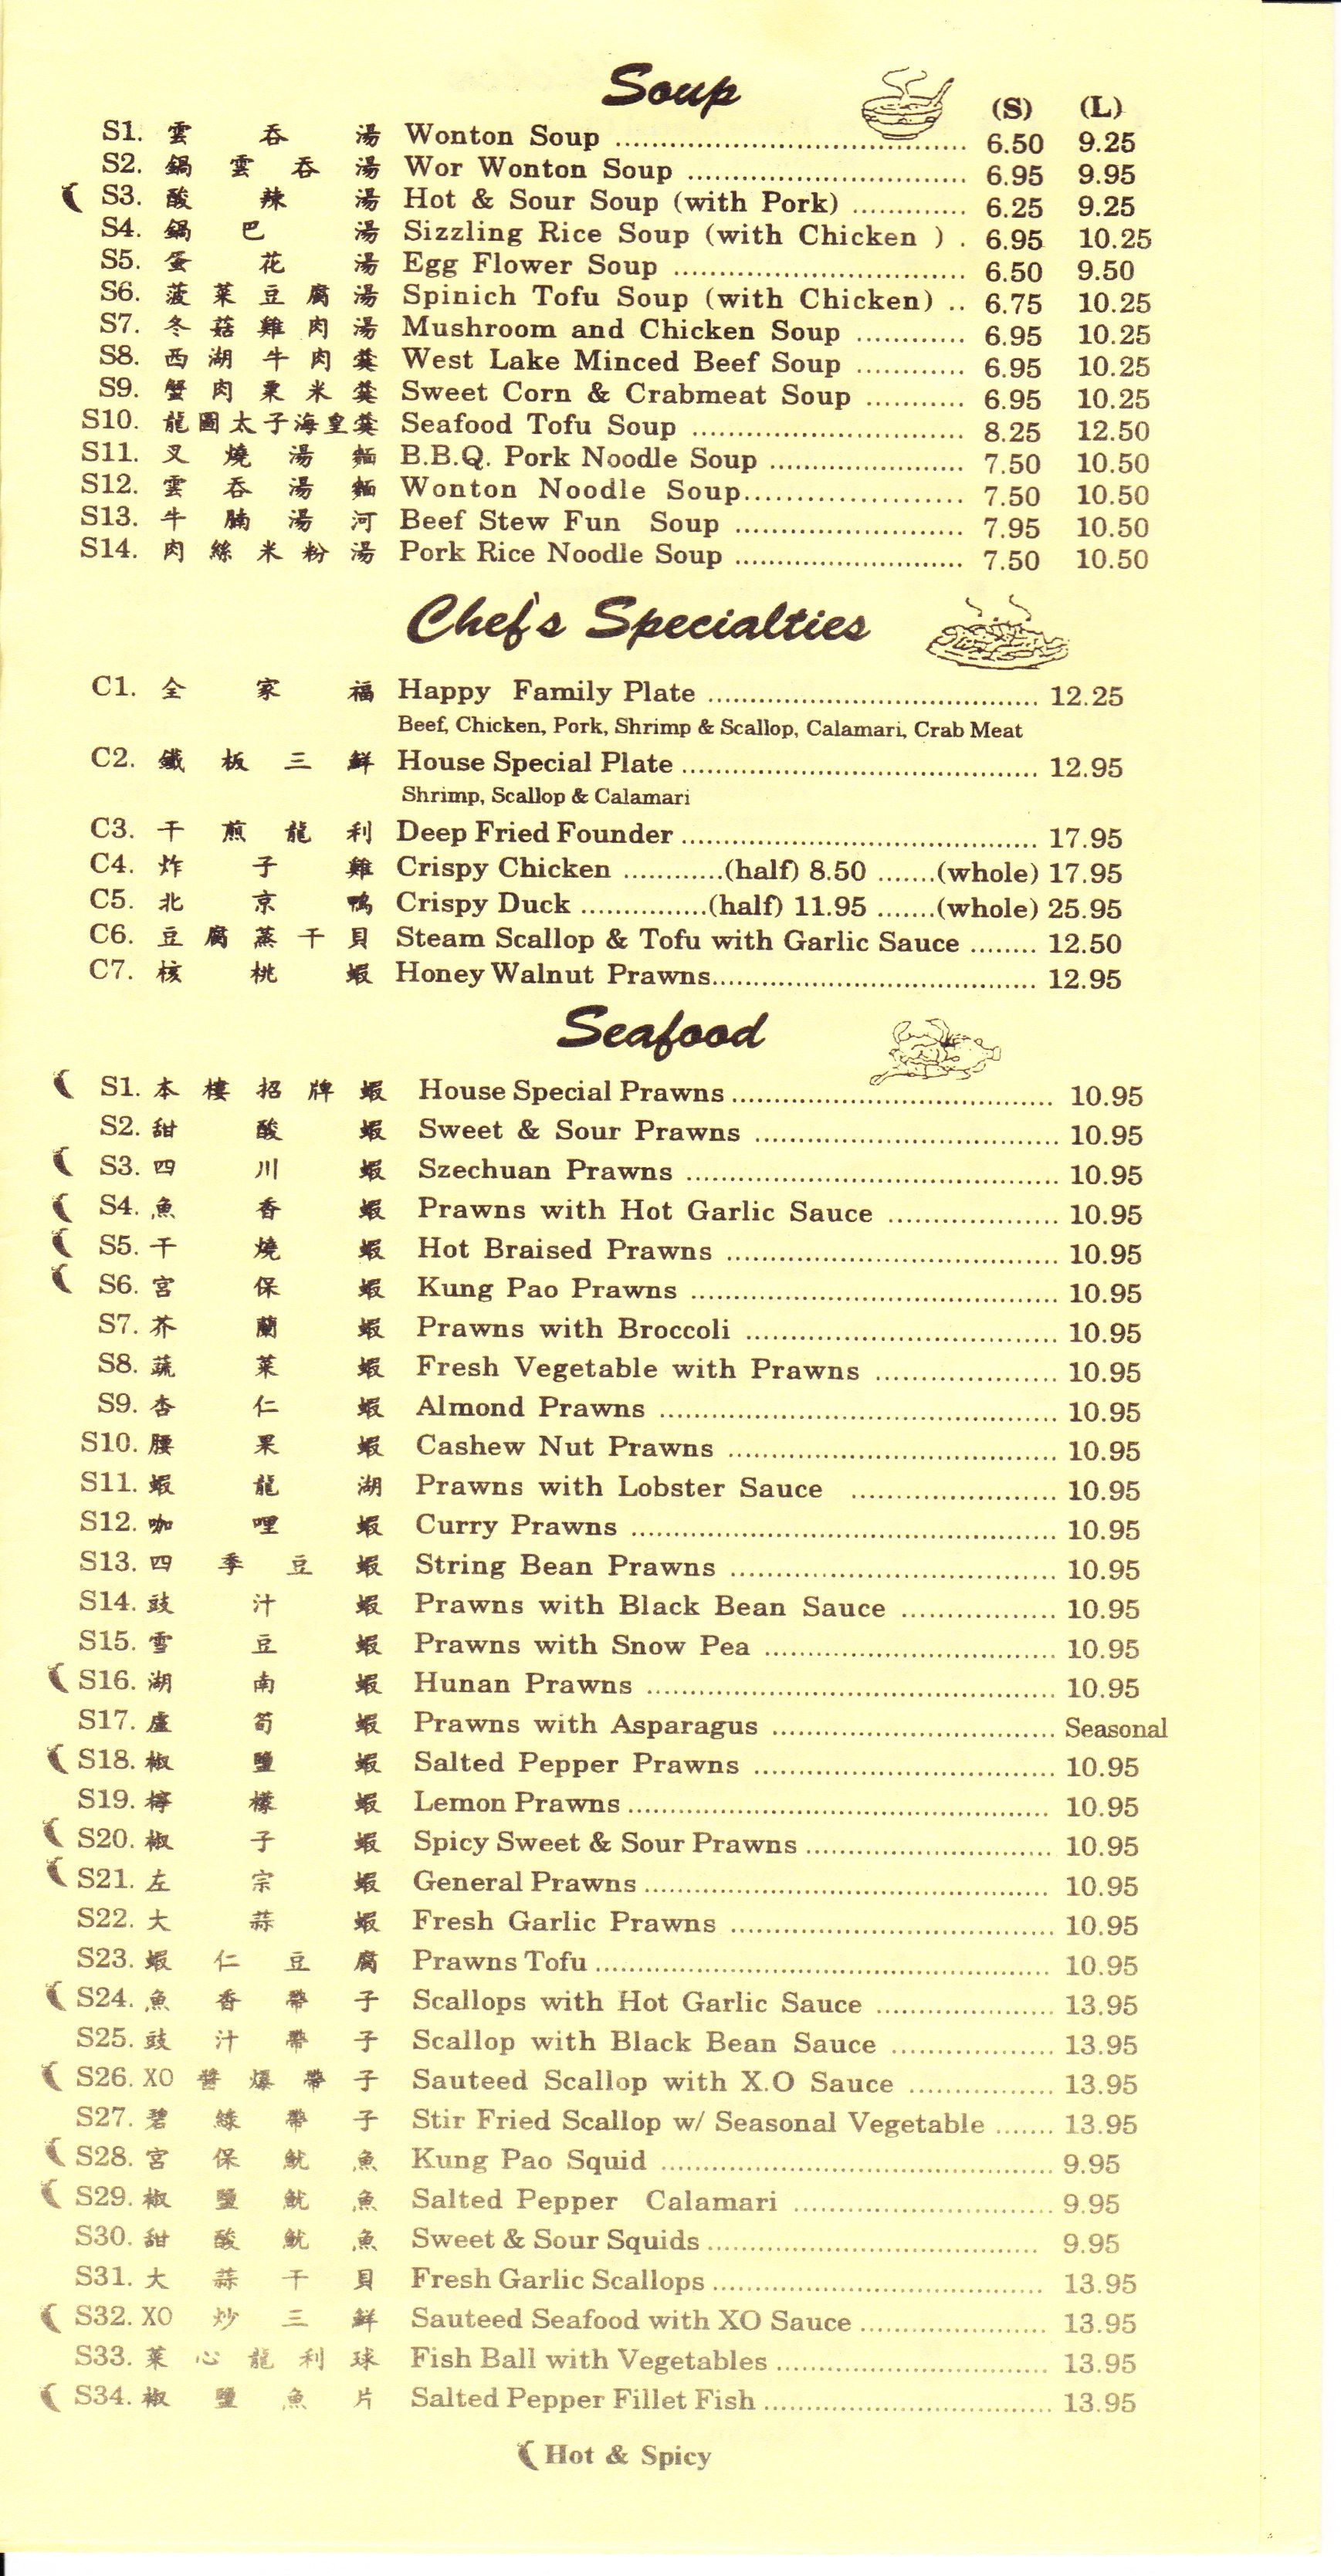 Soup
(S) (L)
S1. 雲吞湯 Wonton Soup ........ 6.50 9.25
S2. 鍋雲吞湯 Wor Wonton Soup ........ 6.95 9.95
S3. 酸辣湯 Hot & Sour Soup (with Pork) ........ 6.25 9.25
S4. 鍋巴湯 Sizzling Rice Soup (with Chicken ) . 6.95 10.25
S5. 蛋花湯 Egg Flower Soup ........ 6.50 9.50
S6. 菠菜豆腐湯 Spinich Tofu Soup (with Chicken) .. 6.75 10.25
S7. 冬菇雞肉湯 Mushroom and Chicken Soup ........ 6.95 10.25
S8. 西湖牛肉羹 West Lake Minced Beef Soup ........ 6.95 10.25
S9. 蟹肉粟米羹 Sweet Corn & Crabmeat Soup ........ 6.95 10.25
S10. 龍圖太子海皇羹 Seafood Tofu Soup ........ 8.25 12.50
S11. 叉燒湯麵 B.B.Q. Pork Noodle Soup ........ 7.50 10.50
S12. 雲吞湯麵 Wonton Noodle Soup ........ 7.50 10.50
S13. 牛腩湯河 Beef Stew Fun Soup ........ 7.95 10.50
S14. 肉絲米粉湯 Pork Rice Noodle Soup ........ 7.50 10.50
Chef's Specialties
C1. 全家福 Happy Family Plate ........ 12.25
Beef, Chicken, Pork, Shrimp & Scallop, Calamari, Crab Meat
C2. 鐵板三鮮 House Special Plate ........ 12.95
Shrimp, Scallop & Calamari
C3. 干煎龍利 Deep Fried Founder ........ 17.95
C4. 炸子雞 Crispy Chicken ........ (half) 8.50 ....... (whole) 17.95
C5. 北京鴨 Crispy Duck ........ (half) 11.95 ....... (whole) 25.95
C6. 豆腐蒸干貝 Steam Scallop & Tofu with Garlic Sauce ........ 12.50
C7. 核桃蝦 Honey Walnut Prawns ........ 12.95
Seafood
S1. 本樓招牌蝦 House Special Prawns ........ 10.95
S2. 甜酸蝦 Sweet & Sour Prawns ........ 10.95
S3. 四川蝦 Szechuan Prawns ........ 10.95
S4. 魚香蝦 Prawns with Hot Garlic Sauce ........ 10.95
S5. 干燒蝦 Hot Braised Prawns ........ 10.95
S6. 宮保蝦 Kung Pao Prawns ........ 10.95
S7. 芥蘭蝦 Prawns with Broccoli ........ 10.95
S8. 蔬菜蝦 Fresh Vegetable with Prawns ........ 10.95
S9. 杏仁蝦 Almond Prawns ........ 10.95
S10. 腰果蝦 Cashew Nut Prawns ........ 10.95
S11. 蝦龍湖 Prawns with Lobster Sauce ........ 10.95
S12. 咖哩蝦 Curry Prawns ........ 10.95
S13. 四季豆蝦 String Bean Prawns ........ 10.95
S14. 豉汁蝦 Prawns with Black Bean Sauce ........ 10.95
S15. 雪豆蝦 Prawns with Snow Pea ........ 10.95
S16. 湖南蝦 Hunan Prawns ........ 10.95
S17. 蘆筍蝦 Prawns with Asparagus ........ Seasonal
S18. 椒鹽蝦 Salted Pepper Prawns ........ 10.95
S19. 檸檬蝦 Lemon Prawns ........ 10.95
S20. 椒子蝦 Spicy Sweet & Sour Prawns ........ 10.95
S21. 左宗蝦 General Prawns ........ 10.95
S22. 大蒜蝦 Fresh Garlic Prawns ........ 10.95
S23. 蝦仁豆腐 Prawns Tofu ........ 10.95
S24. 魚香帶子 Scallops with Hot Garlic Sauce ........ 13.95
S25. 豉汁帶子 Scallop with Black Bean Sauce ........ 13.95
S26. XO醬爆帶子 Sauteed Scallop with X.O Sauce ........ 13.95
S27. 碧綠帶子 Stir Fried Scallop w/ Seasonal Vegetable ....... 13.95
S28. 宮保魷魚 Kung Pao Squid ........ 9.95
S29. 椒鹽魷魚 Salted Pepper Calamari ........ 9.95
S30. 甜酸魷魚 Sweet & Sour Squids ........ 9.95
S31. 大蒜干貝 Fresh Garlic Scallops ........ 13.95
S32. XO炒三鮮 Sauteed Seafood with XO Sauce ........ 13.95
S33. 菜心龍利球 Fish Ball with Vegetables ........ 13.95
S34. 椒鹽魚片 Salted Pepper Fillet Fish ........ 13.95
Hot & Spicy